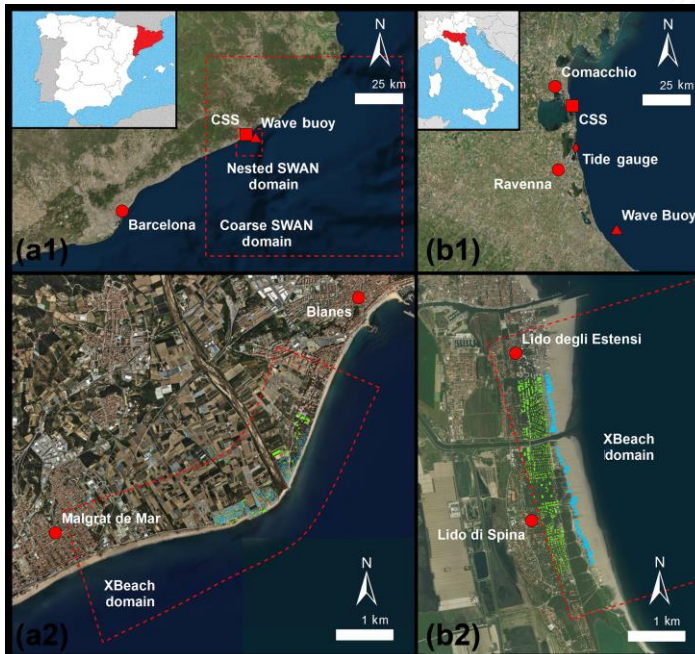 N
25 km
CSS
Wave buoy
Nested SWAN
domain
Barcelona
Coarse SWAN
domain
(a1)
N
25 km
Comacchio
CSS
Tide gauge
Ravenna
Wave Buoy
(b1)
Blanes
Malgrat de Mar
XBeach
domain
N
1 km
(a2)
Lido degli Estensi
XBeach
domain
Lido di Spina
N
1 km
(b2)